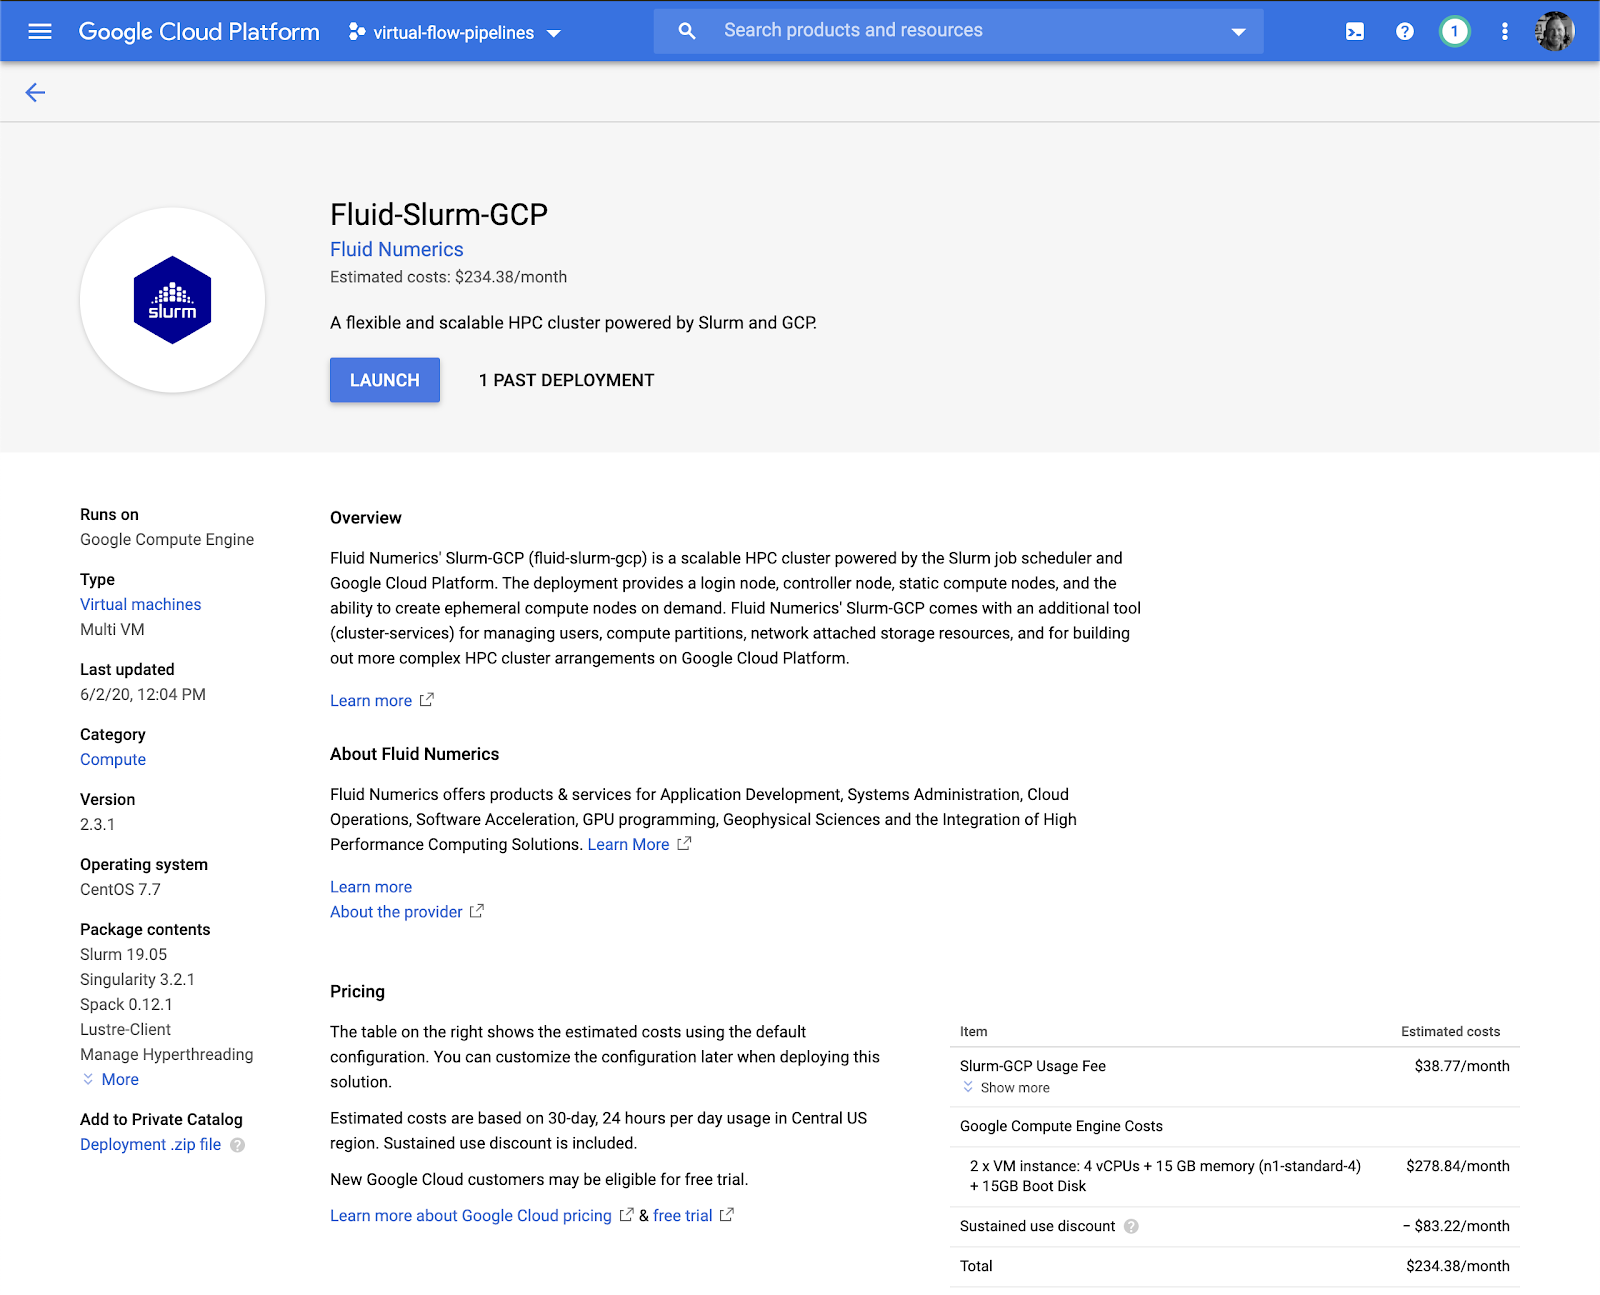 Google Cloud Platform
virtual-flow-pipelines
Search products and resources
1
Fluid-Slurm-GCP
Fluid Numerics
Estimated costs: $234.38/month
slurm
A flexible and scalable HPC cluster powered by Slurm and GCP.
LAUNCH
1 PAST DEPLOYMENT
Runs on
Google Compute Engine
Type
Virtual machines
Multi VM
Last updated
6/2/20, 12:04 PM
Category
Compute
Version
2.3.1
Operating system
CentOS 7.7
Package contents
Slurm 19.05
Singularity 3.2.1
Spack 0.12.1
Lustre-Client
Manage Hyperthreading
More
Add to Private Catalog
Deployment .zip file ?
Overview
Fluid Numerics' Slurm-GCP (fluid-slurm-gcp) is a scalable HPC cluster powered by the Slurm job scheduler and
Google Cloud Platform. The deployment provides a login node, controller node, static compute nodes, and the
ability to create ephemeral compute nodes on demand. Fluid Numerics' Slurm-GCP comes with an additional tool
(cluster-services) for managing users, compute partitions, network attached storage resources, and for building
out more complex HPC cluster arrangements on Google Cloud Platform.
Learn more
About Fluid Numerics
Fluid Numerics offers products & services for Application Development, Systems Administration, Cloud
Operations, Software Acceleration, GPU programming, Geophysical Sciences and the Integration of High
Performance Computing Solutions. Learn More
Learn more
About the provider
Pricing
The table on the right shows the estimated costs using the default
configuration. You can customize the configuration later when deploying this
solution.
Estimated costs are based on 30-day, 24 hours per day usage in Central US
region. Sustained use discount is included.
New Google Cloud customers may be eligible for free trial.
Learn more about Google Cloud pricing & free trial
Item Estimated costs
Slurm-GCP Usage Fee $38.77/month
Show more
Google Compute Engine Costs
2 x VM instance: 4 vCPUs + 15 GB memory (n1-standard-4) $278.84/month
+ 15GB Boot Disk
Sustained use discount ? − $83.22/month
Total $234.38/month